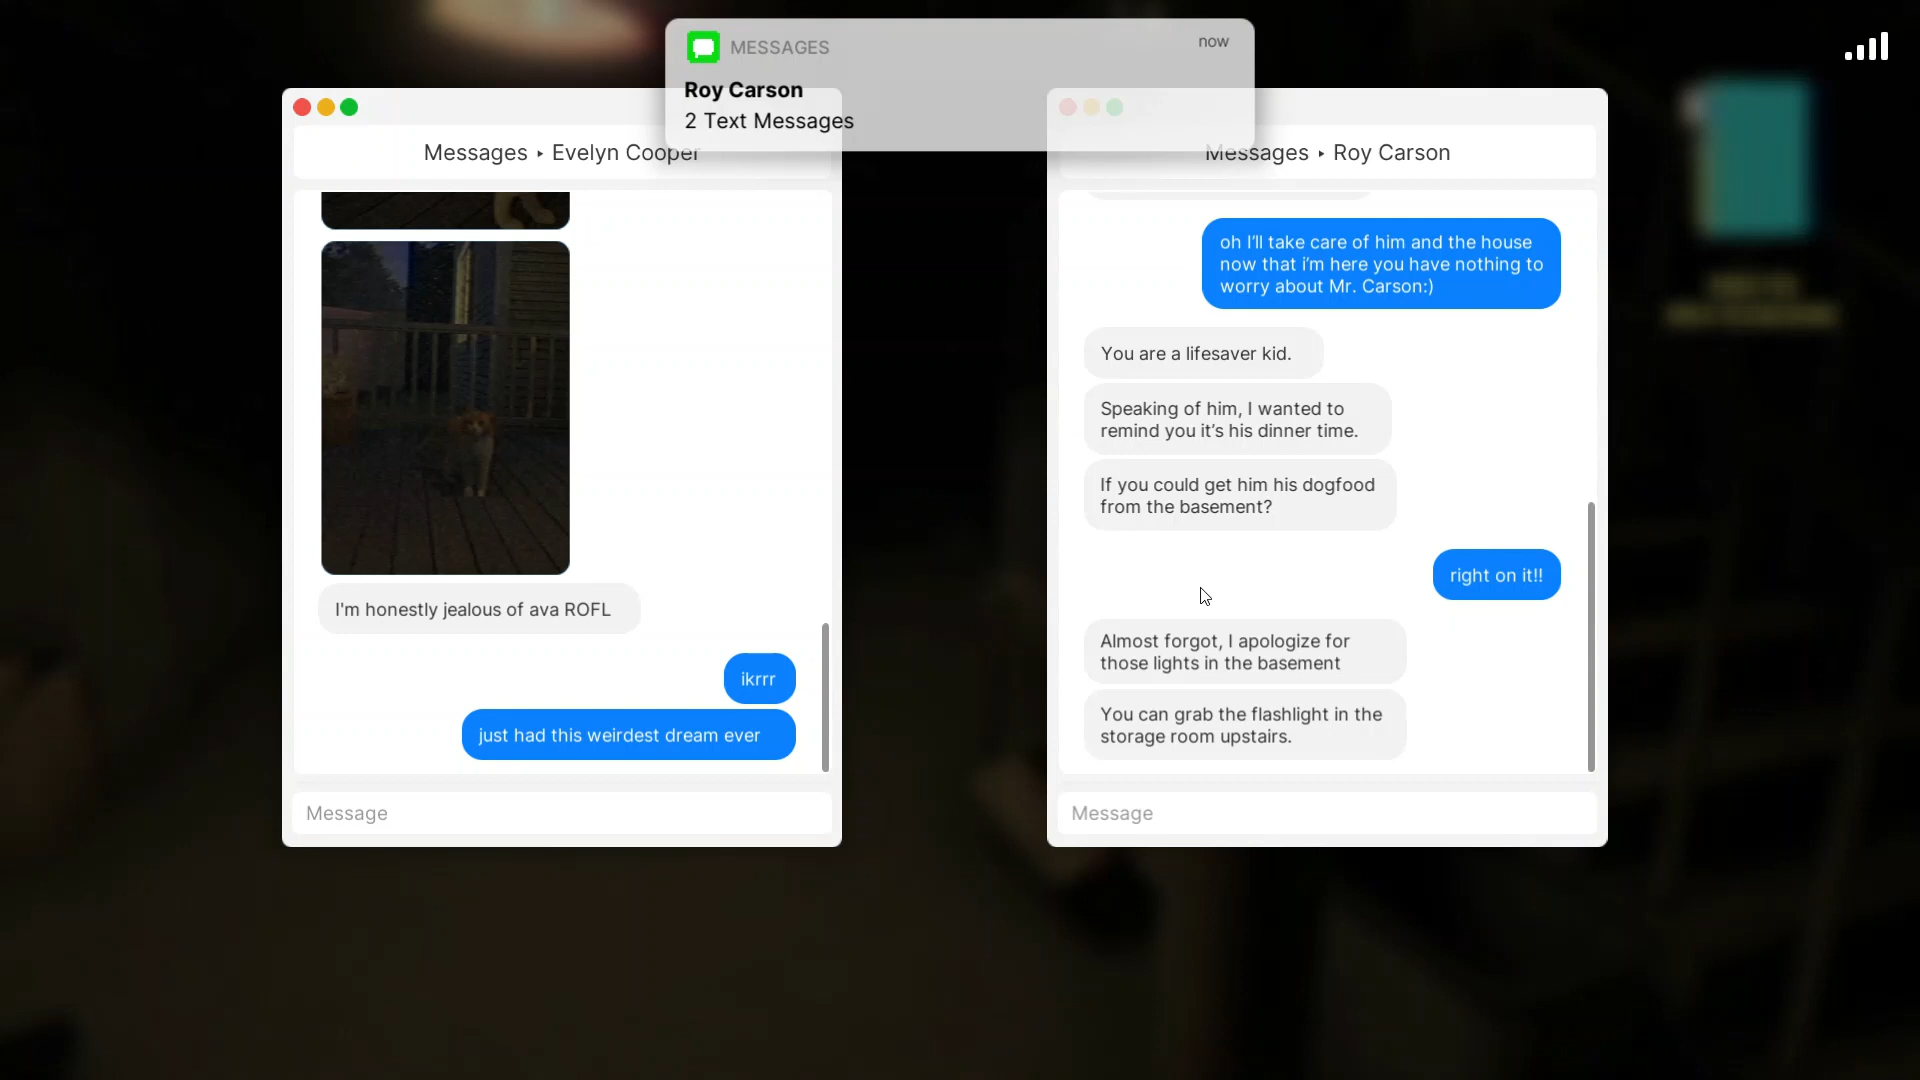 MESSAGES
now
Roy Carson
2 Text Messages
Messages ‣ Evelyn Cooper
I'm honestly jealous of ava ROFL
ikrrr
just had this weirdest dream ever
Message
Messages ‣ Roy Carson
oh I'll take care of him and the house
now that i'm here you have nothing to
worry about Mr. Carson:)
You are a lifesaver kid.
Speaking of him, I wanted to
remind you it's his dinner time.
If you could get him his dogfood
from the basement?
right on it!!
Almost forgot, I apologize for
those lights in the basement
You can grab the flashlight in the
storage room upstairs.
Message